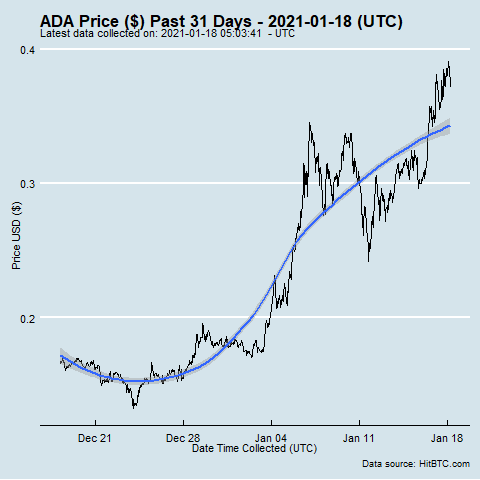 ADA Price ($) Past 31 Days - 2021-01-18 (UTC)
Latest data collected on: 2021-01-18 05:03:41 - UTC
0.4
0.3
0.2
Price USD ($)
Dec 21 Dec 28 Jan 04 Jan 11 Jan 18
Date Time Collected (UTC)
Data source: HitBTC.com